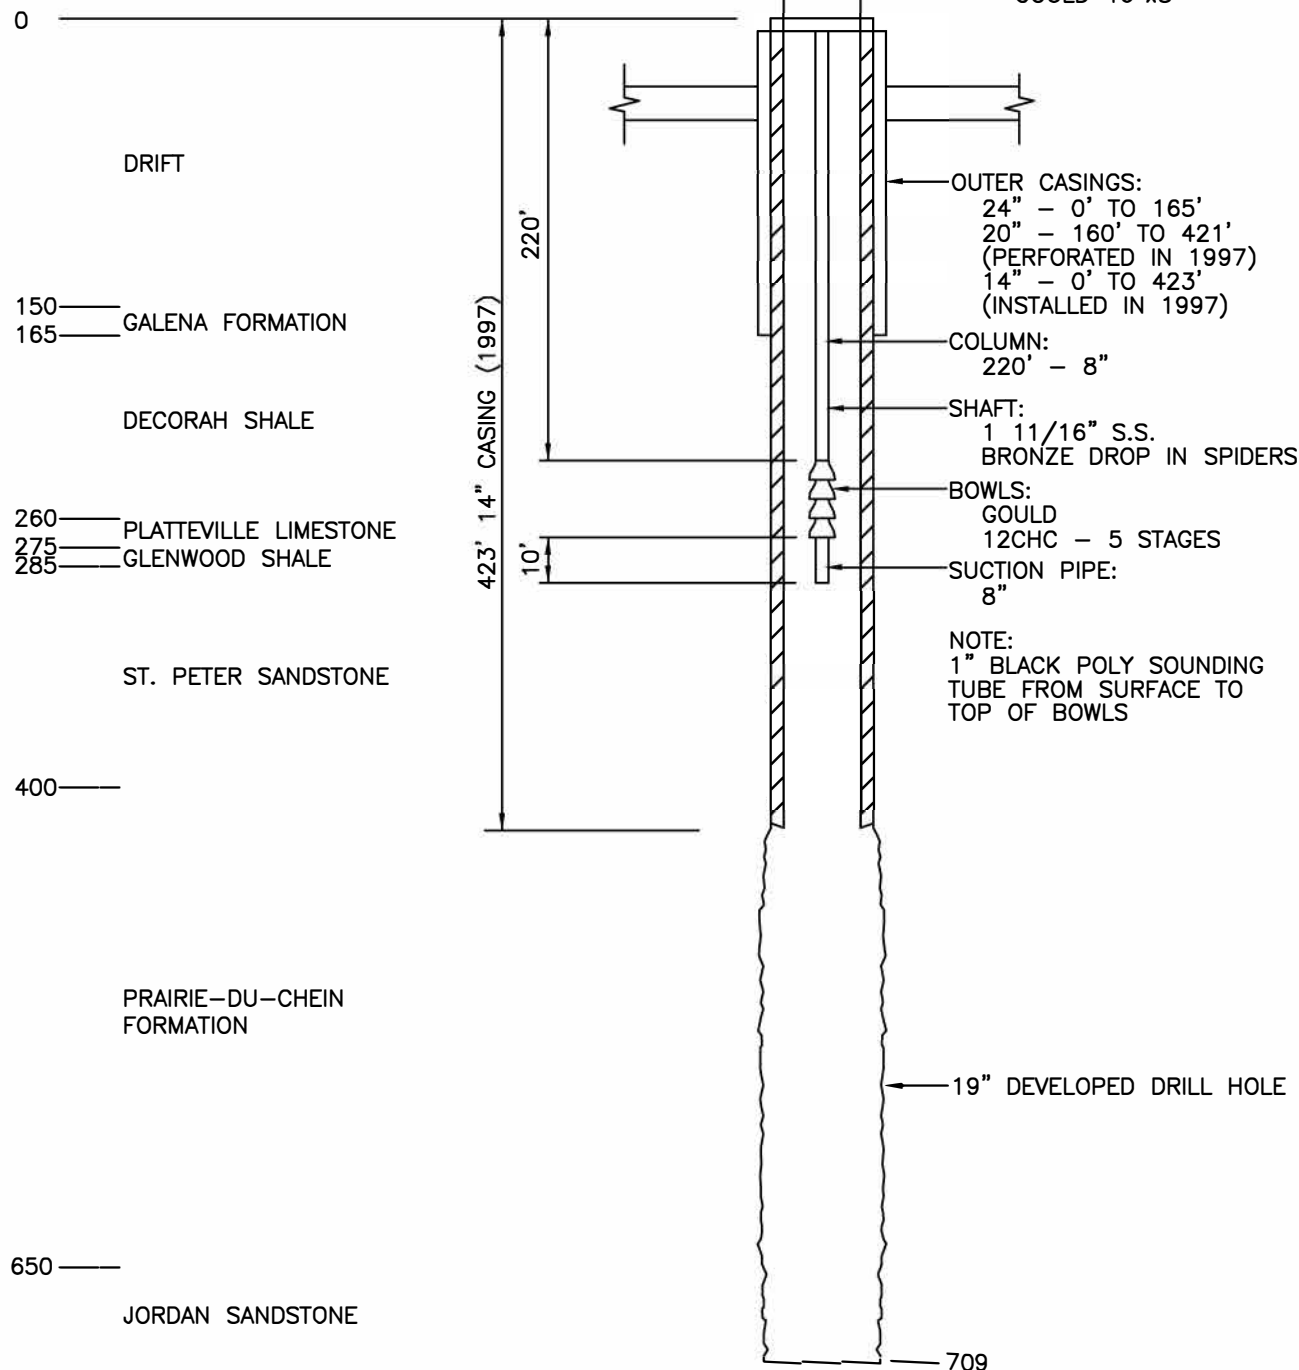 0
DRIFT
150
GALENA FORMATION
165
DECORAH SHALE
260
PLATTEVILLE LIMESTONE
275
GLENWOOD SHALE
285
ST. PETER SANDSTONE
400
PRAIRIE-DU-CHEIN
FORMATION
650
JORDAN SANDSTONE
423' 14" CASING (1997)
220'
10'
OUTER CASINGS:
24" - 0' TO 165'
20" - 160' TO 421'
(PERFORATED IN 1997)
14" - 0' TO 423'
(INSTALLED IN 1997)
COLUMN:
220' - 8"
SHAFT:
1 11/16" S.S.
BRONZE DROP IN SPIDERS
BOWLS:
GOULD
12CHC - 5 STAGES
SUCTION PIPE:
8"
NOTE:
1" BLACK POLY SOUNDING
TUBE FROM SURFACE TO
TOP OF BOWLS
19" DEVELOPED DRILL HOLE
709